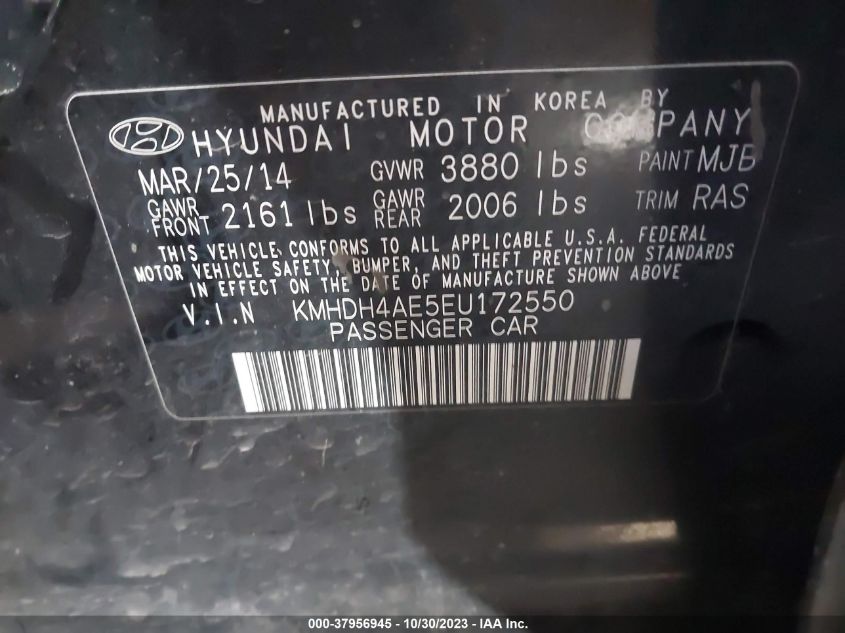 MANUFACTURED IN KOREA BY
HYUNDAI MOTOR COMPANY
MAR/25/14 GVWR 3880 lbs PAINT MJB
GAWR FRONT 2161 lbs GAWR REAR 2006 lbs TRIM RAS
THIS VEHICLE CONFORMS TO ALL APPLICABLE U.S.A. FEDERAL
MOTOR VEHICLE SAFETY, BUMPER, AND THEFT PREVENTION STANDARDS
IN EFFECT ON THE DATE OF MANUFACTURE SHOWN ABOVE
V.I.N KMHDH4AE5EU172550
PASSENGER CAR
000-37956945 - 10/30/2023 - IAA Inc.